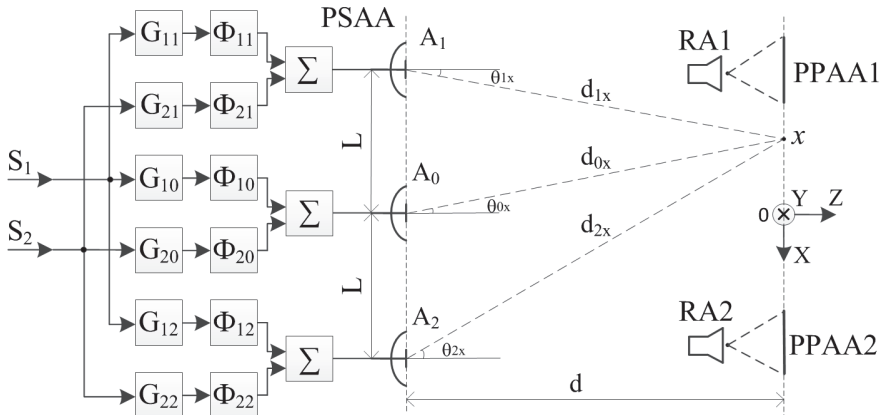 PSAA
G₁₁ Φ₁₁ Σ A₁ θ₁ₓ
RA1 PPAA1
G₂₁ Φ₂₁ d₁ₓ
L x
S₁ G₁₀ Φ₁₀ A₀ d₀ₓ
Σ θ₀ₓ d₂ₓ 0 Y Z
S₂ G₂₀ Φ₂₀ X
L
G₁₂ Φ₁₂ A₂ RA2
Σ θ₂ₓ PPAA2
G₂₂ Φ₂₂ d